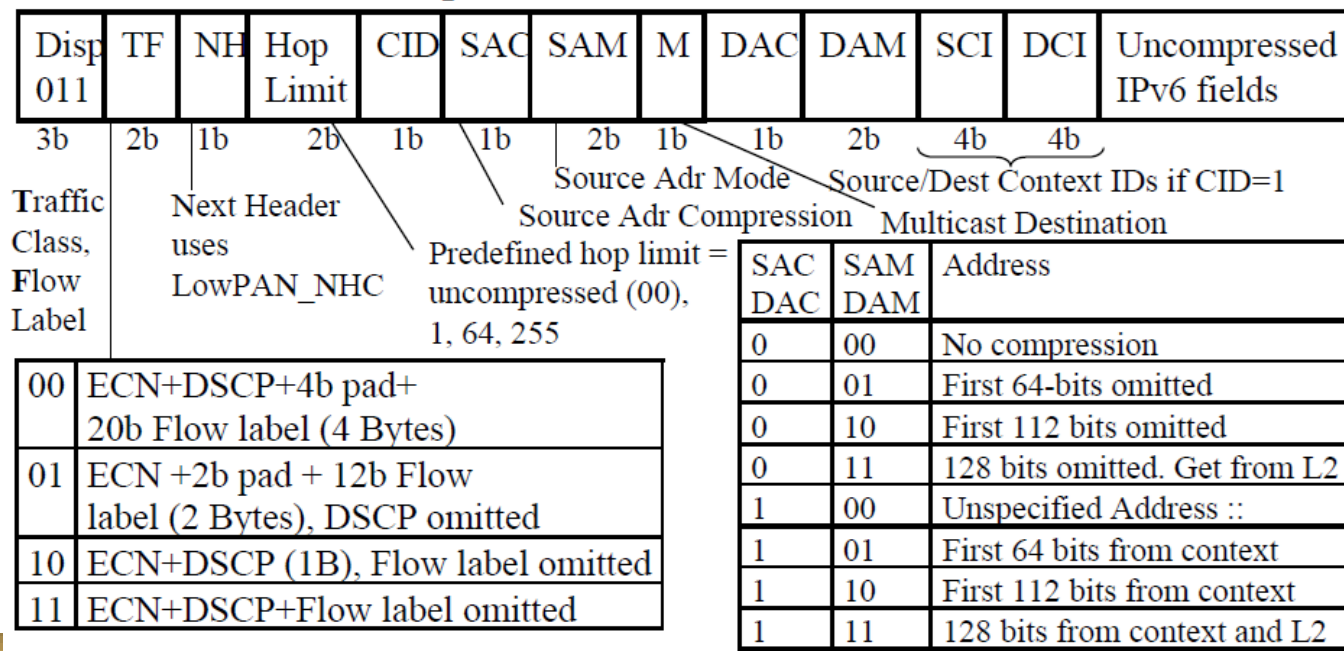 Disp TF NH Hop CID SAC SAM M DAC DAM SCI DCI Uncompressed
011 Limit IPv6 fields
3b 2b 1b 2b 1b 1b 2b 1b 1b 2b 4b 4b
Traffic
Class,
Flow
Label
Next Header
uses
LowPAN_NHC
Source Adr Mode
Source Adr Compression
Predefined hop limit =
uncompressed (00),
1, 64, 255
Source/Dest Context IDs if CID=1
Multicast Destination
00 ECN+DSCP+4b pad+
20b Flow label (4 Bytes)
01 ECN +2b pad + 12b Flow
label (2 Bytes), DSCP omitted
10 ECN+DSCP (1B), Flow label omitted
11 ECN+DSCP+Flow label omitted
SAC SAM Address
DAC DAM
0 00 No compression
0 01 First 64-bits omitted
0 10 First 112 bits omitted
0 11 128 bits omitted. Get from L2
1 00 Unspecified Address ::
1 01 First 64 bits from context
1 10 First 112 bits from context
1 11 128 bits from context and L2